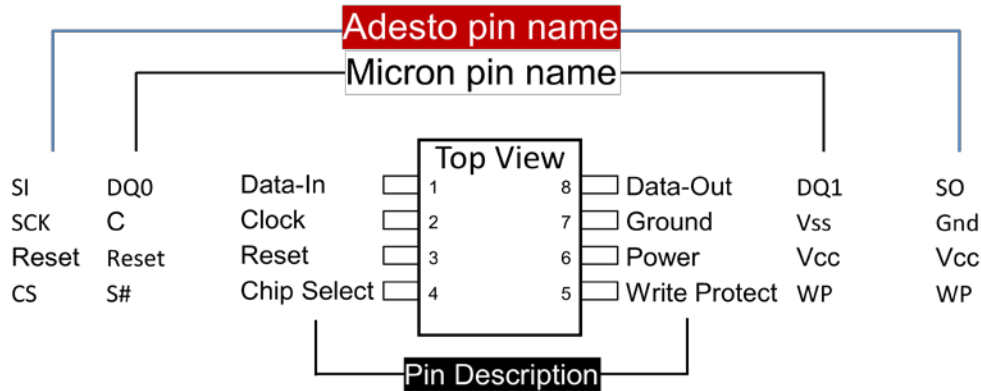 Adesto pin name
Micron pin name
Top View
SI DQ0 Data-In 1 8 Data-Out DQ1 SO
SCK C Clock 2 7 Ground Vss Gnd
Reset Reset Reset 3 6 Power Vcc Vcc
CS S# Chip Select 4 5 Write Protect WP WP
Pin Description